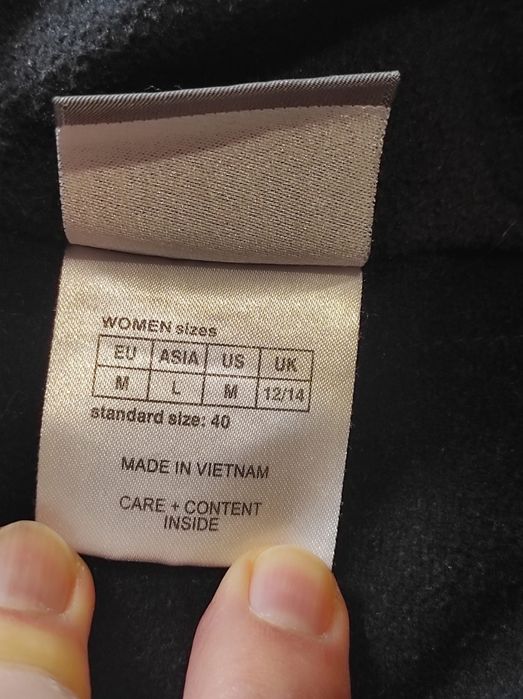 WOMEN sizes
EU ASIA US UK
M L M 12/14
standard size: 40
MADE IN VIETNAM
CARE + CONTENT
INSIDE